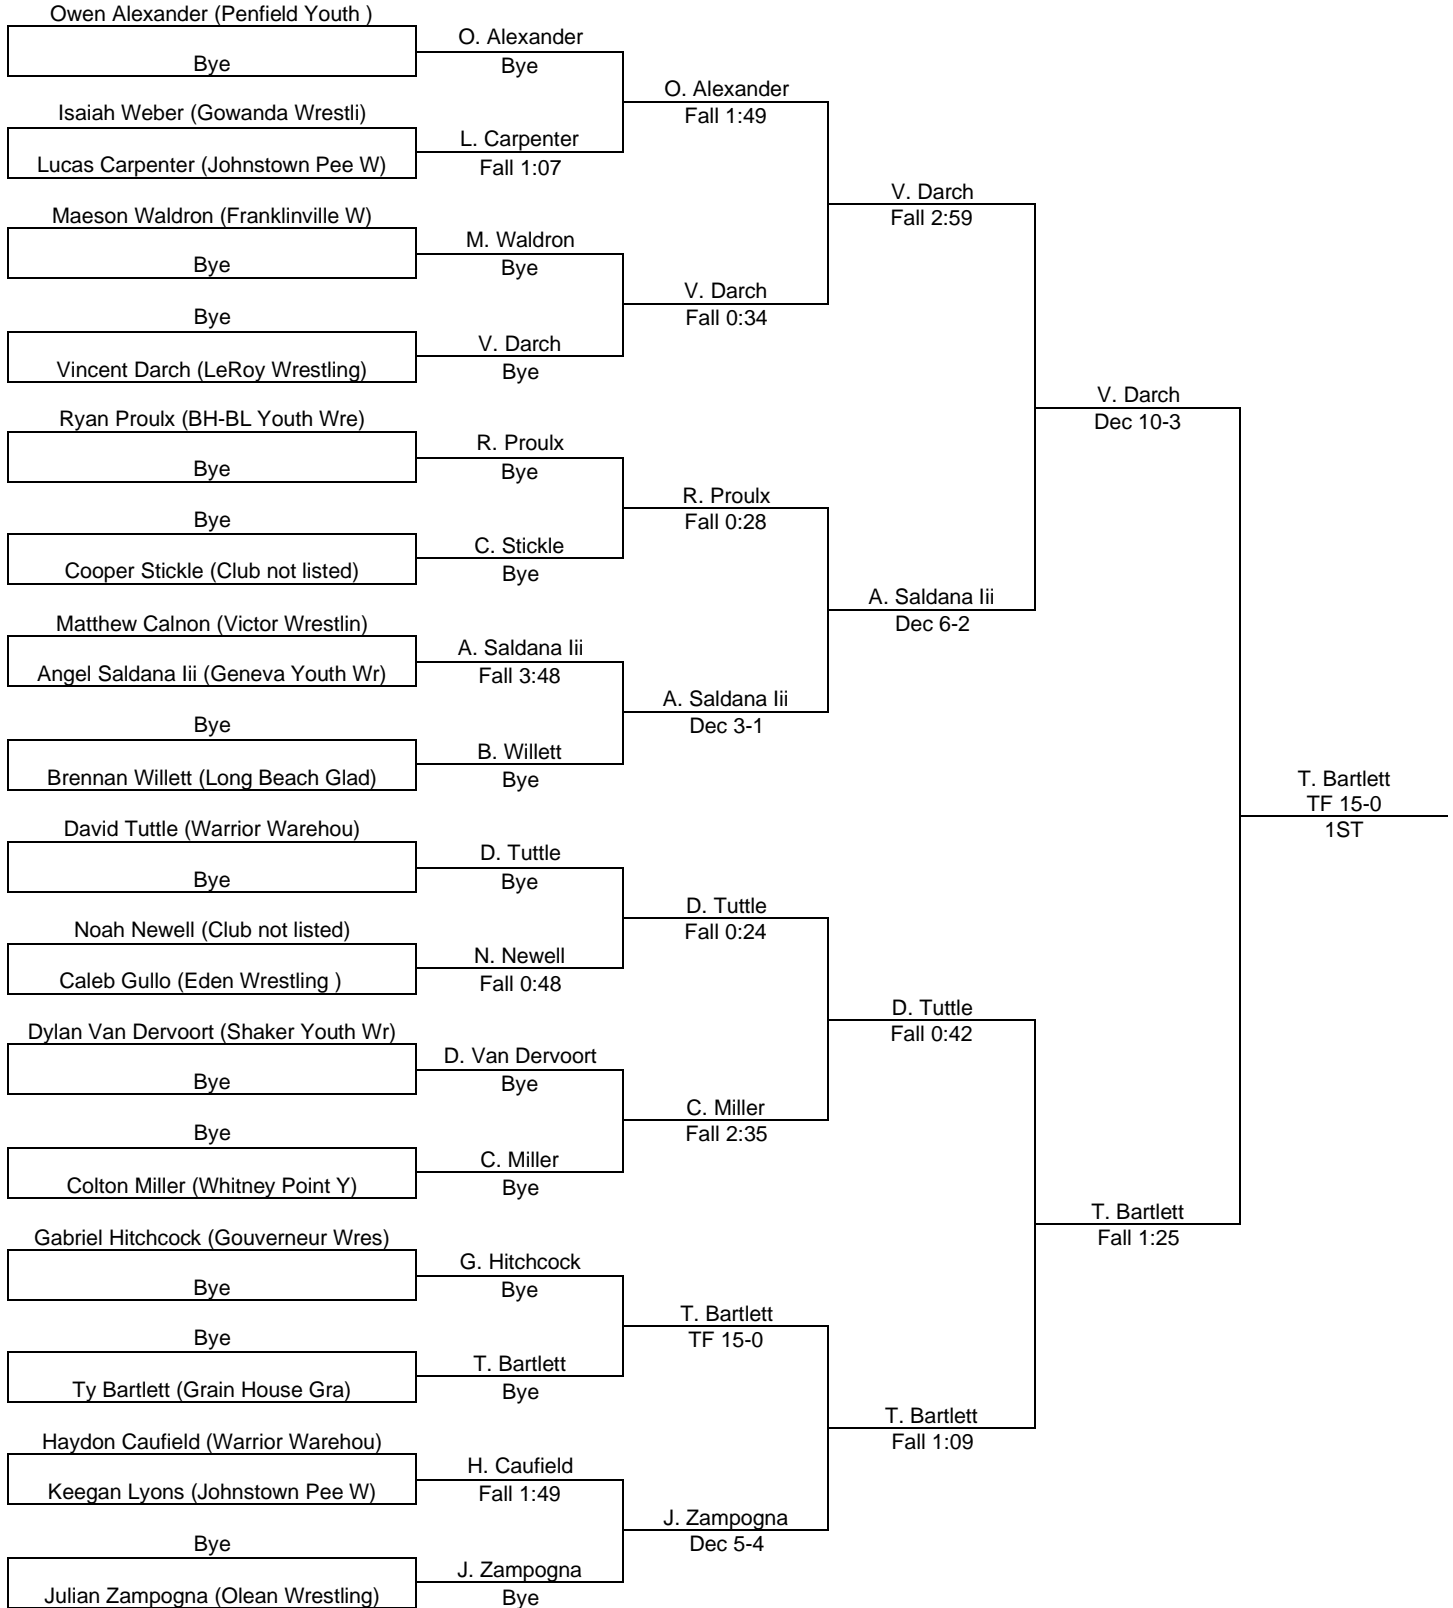 Owen Alexander (Penfield Youth )
Bye
Isaiah Weber (Gowanda Wrestli)
Lucas Carpenter (Johnstown Pee W)
Maeson Waldron (Franklinville W)
Bye
Bye
Vincent Darch (LeRoy Wrestling)
Ryan Proulx (BH-BL Youth Wre)
Bye
Bye
Cooper Stickle (Club not listed)
Matthew Calnon (Victor Wrestlin)
Angel Saldana Iii (Geneva Youth Wr)
Bye
Brennan Willett (Long Beach Glad)
David Tuttle (Warrior Warehou)
Bye
Noah Newell (Club not listed)
Caleb Gullo (Eden Wrestling )
Dylan Van Dervoort (Shaker Youth Wr)
Bye
Bye
Colton Miller (Whitney Point Y)
Gabriel Hitchcock (Gouverneur Wres)
Bye
Bye
Ty Bartlett (Grain House Gra)
Haydon Caufield (Warrior Warehou)
Keegan Lyons (Johnstown Pee W)
Bye
Julian Zampogna (Olean Wrestling)
O. Alexander
Bye
L. Carpenter
Fall 1:07
M. Waldron
Bye
V. Darch
Bye
R. Proulx
Bye
C. Stickle
Bye
A. Saldana Iii
Fall 3:48
B. Willett
Bye
D. Tuttle
Bye
N. Newell
Fall 0:48
D. Van Dervoort
Bye
C. Miller
Bye
G. Hitchcock
Bye
T. Bartlett
Bye
H. Caufield
Fall 1:49
J. Zampogna
Bye
O. Alexander
Fall 1:49
V. Darch
Fall 0:34
R. Proulx
Fall 0:28
A. Saldana Iii
Dec 3-1
D. Tuttle
Fall 0:24
C. Miller
Fall 2:35
T. Bartlett
TF 15-0
J. Zampogna
Dec 5-4
V. Darch
Fall 2:59
A. Saldana Iii
Dec 6-2
D. Tuttle
Fall 0:42
T. Bartlett
Fall 1:09
V. Darch
Dec 10-3
T. Bartlett
Fall 1:25
T. Bartlett
TF 15-0
1ST